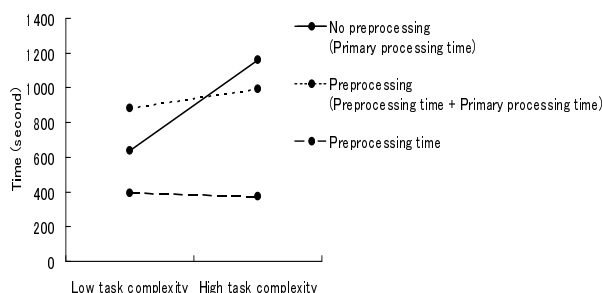 1400
1200
1000
800
600
400
200
0
Time (second)
Low task complexity High task complexity
No preprocessing
(Primary processing time)
Preprocessing
(Preprocessing time + Primary processing time)
Preprocessing time